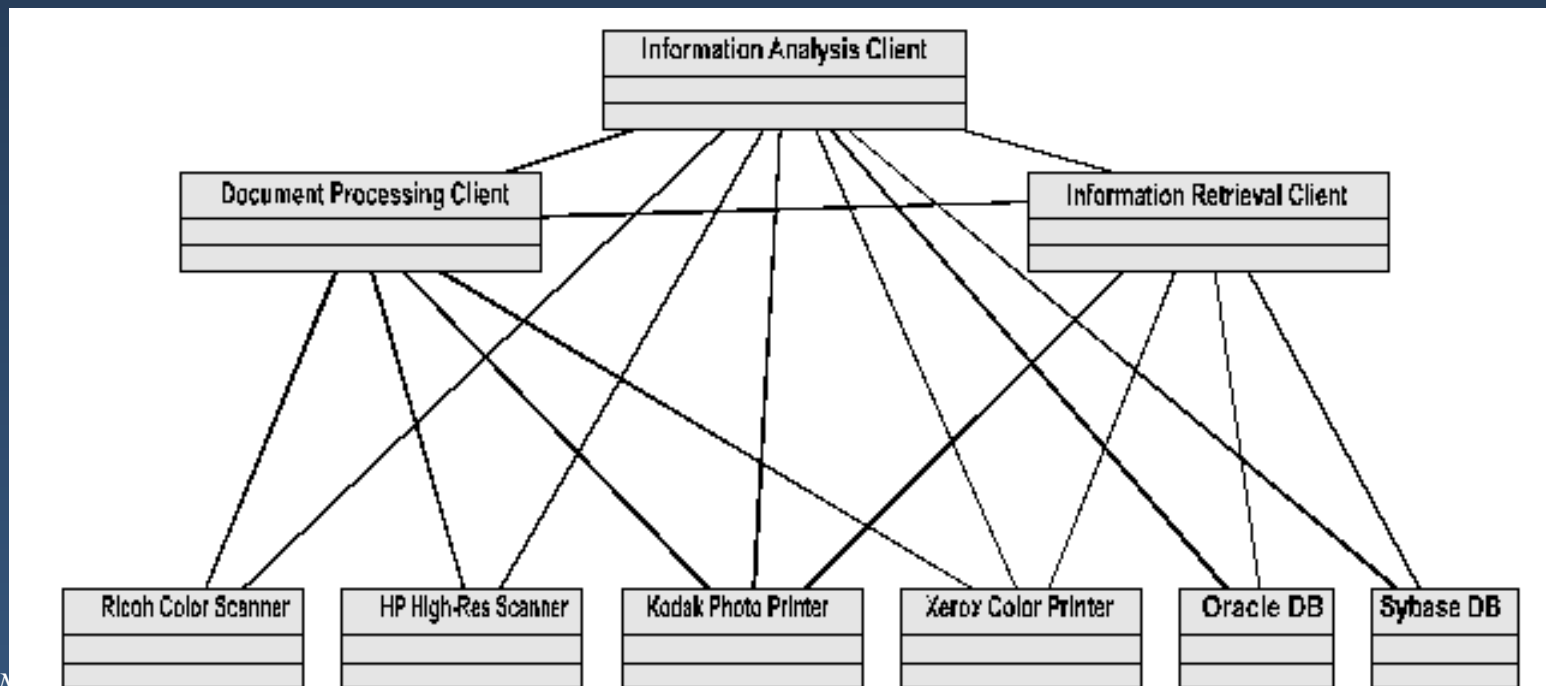 Information Analysis Client
Document Processing Client
Information Retrieval Client
Ricoh Color Scanner
HP High-Res Scanner
Kodak Photo Printer
Xerox Color Printer
Oracle DB
Sybase DB